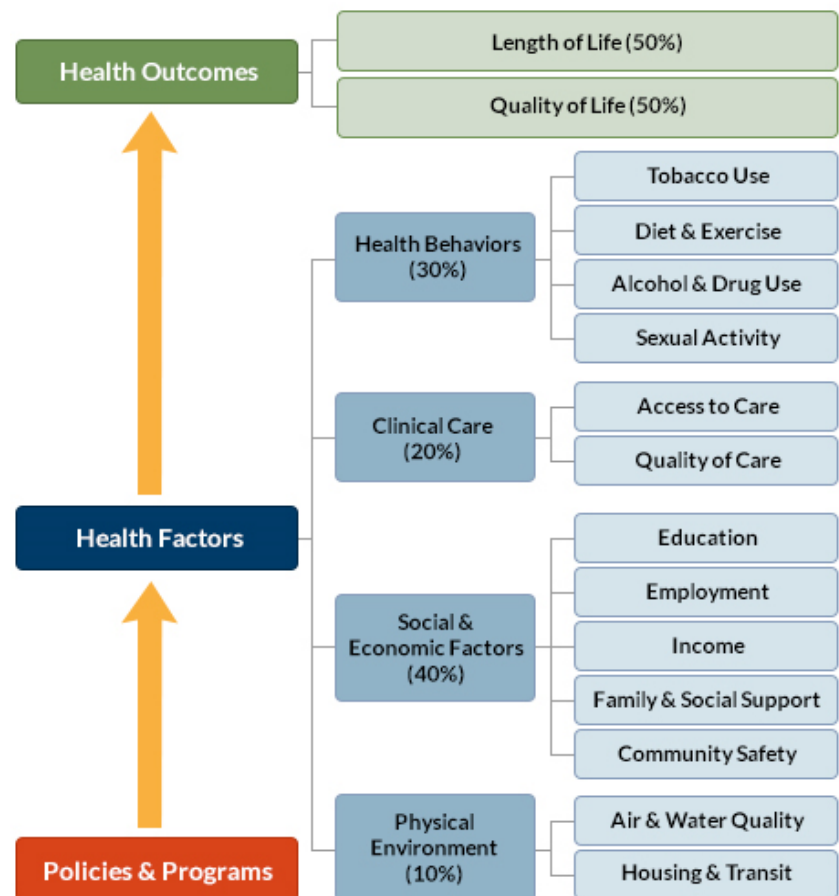 Health Outcomes
Length of Life (50%)
Quality of Life (50%)
Health Behaviors
(30%)
Tobacco Use
Diet & Exercise
Alcohol & Drug Use
Sexual Activity
Clinical Care
(20%)
Access to Care
Quality of Care
Health Factors
Social &
Economic Factors
(40%)
Education
Employment
Income
Family & Social Support
Community Safety
Physical
Environment
(10%)
Air & Water Quality
Housing & Transit
Policies & Programs